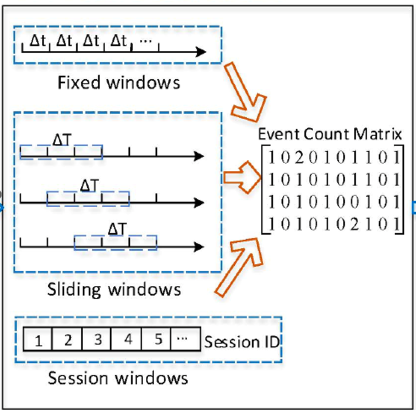 Δt Δt Δt Δt ...
Fixed windows
ΔT
ΔT
ΔT
Sliding windows
1 2 3 4 5 ... Session ID
Session windows
Event Count Matrix
1 0 2 0 1 0 1 1 0 1
1 0 1 0 1 0 1 1 0 1
1 0 1 0 1 0 0 1 0 1
1 0 1 0 1 0 2 1 0 1